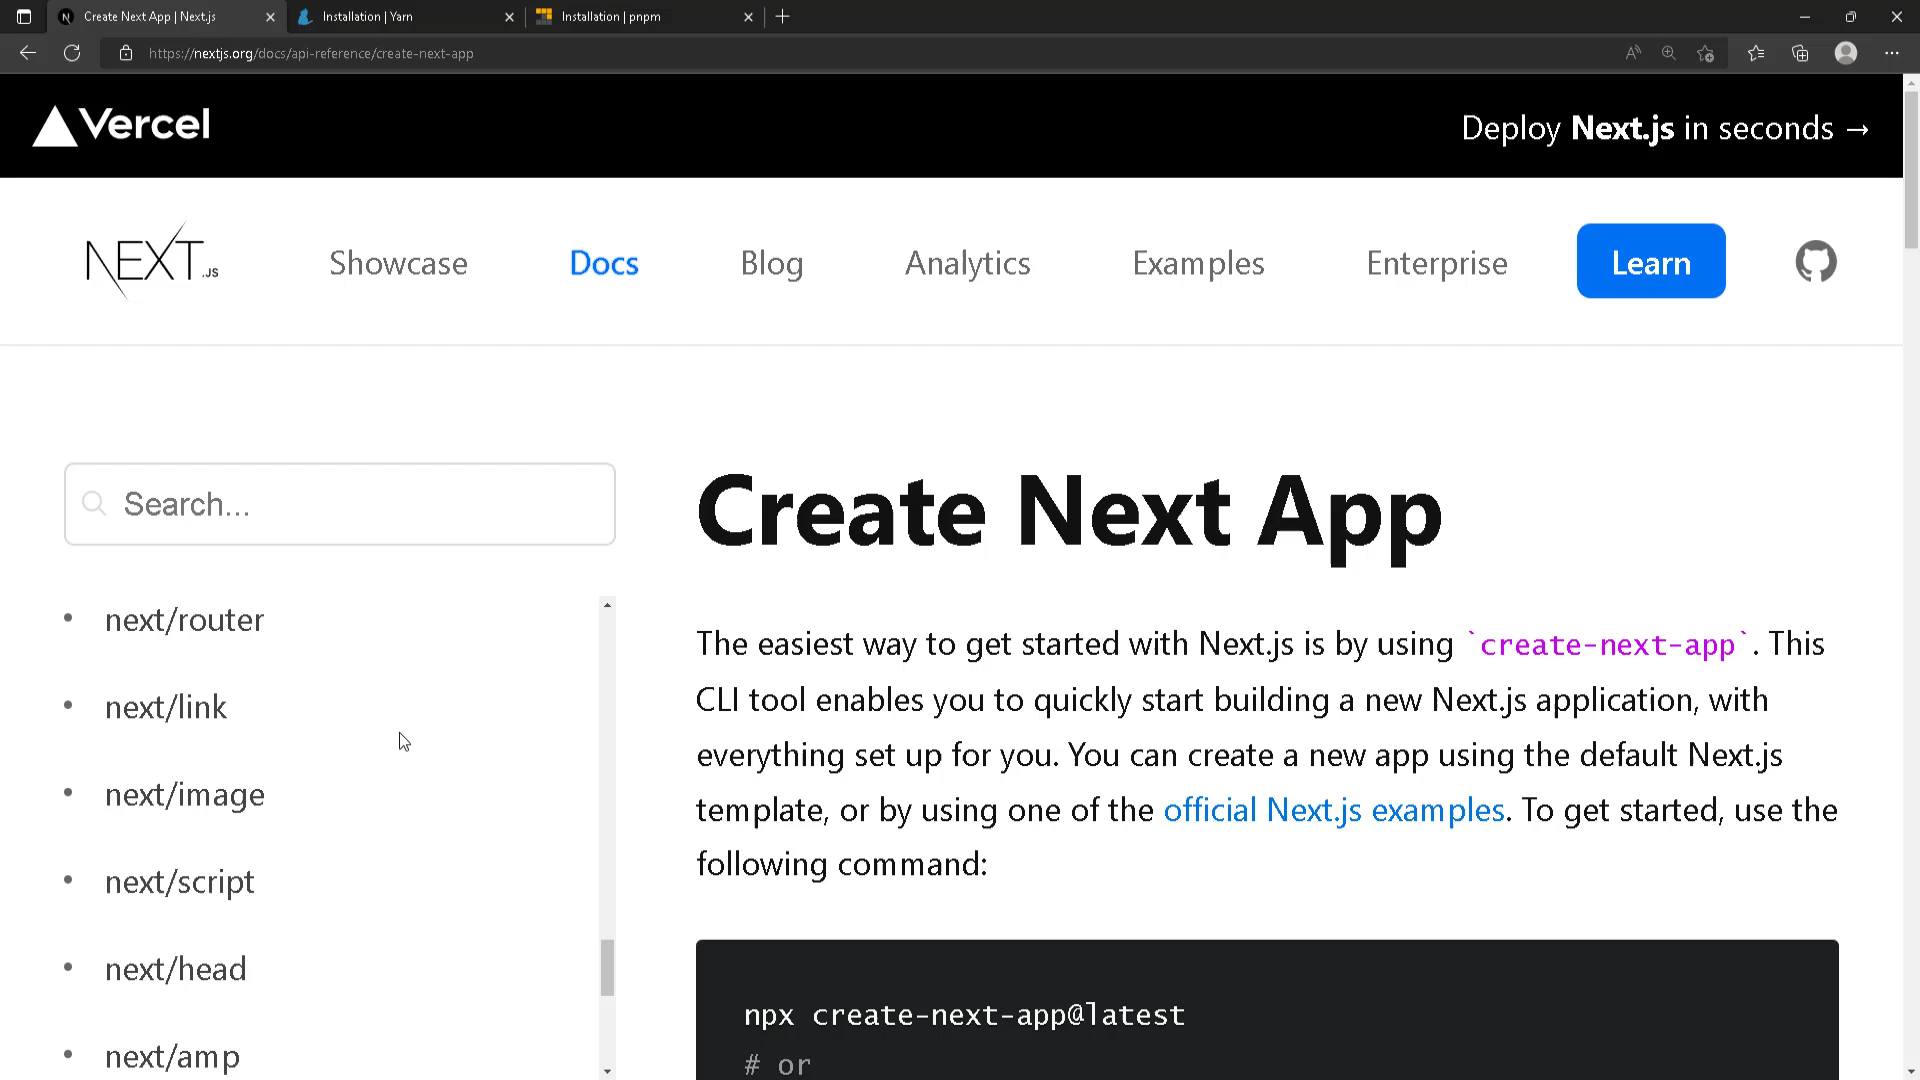 Create Next App | Next.js
Installation | Yarn
Installation | pnpm
https://nextjs.org/docs/api-reference/create-next-app
Vercel
Deploy Next.js in seconds →
NEXT.JS
Showcase
Docs
Blog
Analytics
Examples
Enterprise
Learn
Search...
next/router
next/link
next/image
next/script
next/head
next/amp
Create Next App
The easiest way to get started with Next.js is by using `create-next-app`. This
CLI tool enables you to quickly start building a new Next.js application, with
everything set up for you. You can create a new app using the default Next.js
template, or by using one of the official Next.js examples. To get started, use the
following command:
npx create-next-app@latest
# or